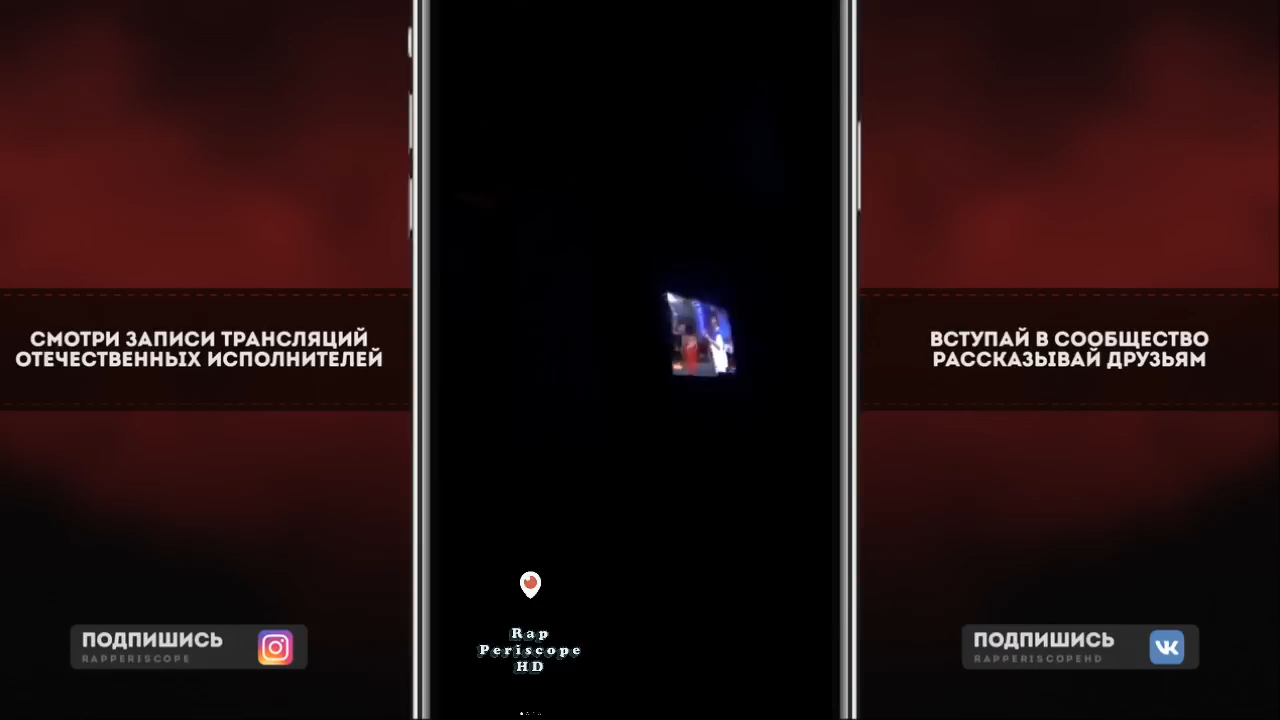 СМОТРИ ЗАПИСИ ТРАНСЛЯЦИЙ
ОТЕЧЕСТВЕННЫХ ИСПОЛНИТЕЛЕЙ
ВСТУПАЙ В СООБЩЕСТВО
РАССКАЗЫВАЙ ДРУЗЬЯМ
Rap
Periscope
HD
ПОДПИШИСЬ
RAPPERISCOPE
ПОДПИШИСЬ
RAPPERISCOPEHD